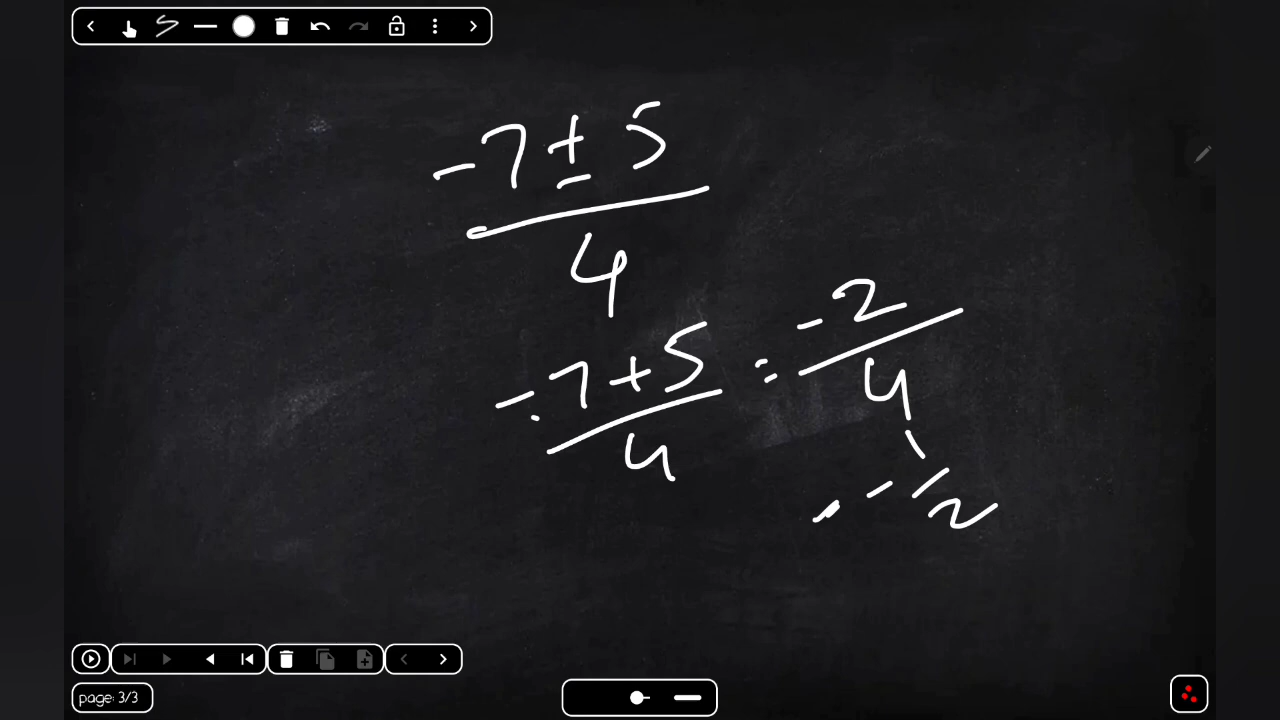 -7 ± 5
4
-7+5 = -2
4 4
- 1/2
page: 3/3